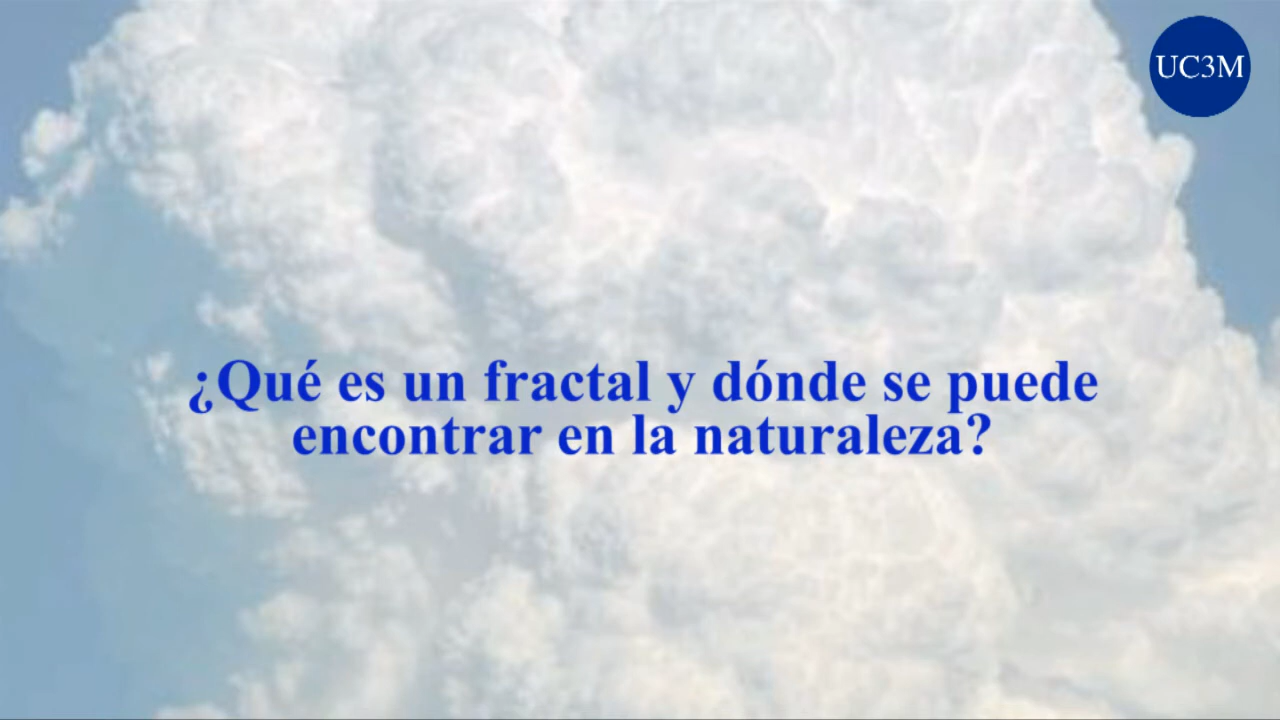 UC3M
¿Qué es un fractal y dónde se puede
encontrar en la naturaleza?